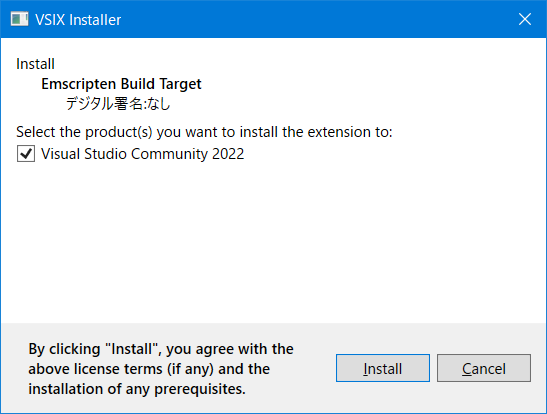 VSIX Installer
Install
Emscripten Build Target
デジタル署名:なし
Select the product(s) you want to install the extension to:
Visual Studio Community 2022
By clicking "Install", you agree with the
above license terms (if any) and the
installation of any prerequisites.
Install
Cancel